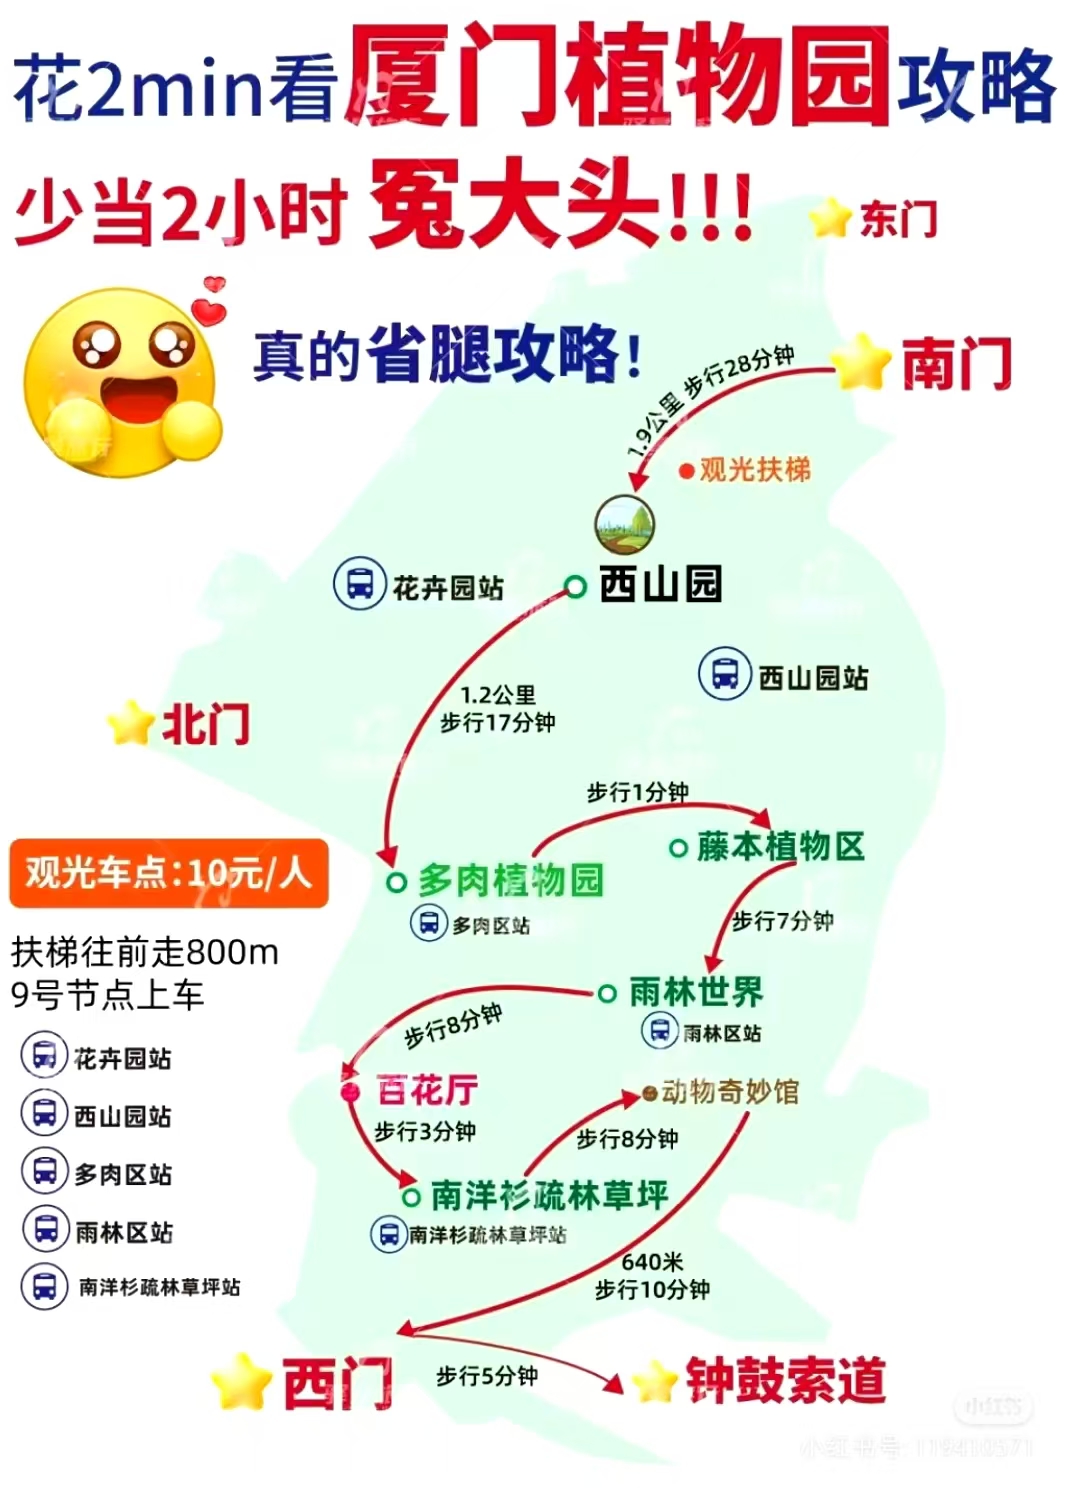 花2min看厦门植物园攻略
少当2小时 冤大头!!!
东门
真的省腿攻略!
南门
1.9公里 步行28分钟
观光扶梯
花卉园站
西山园
西山园站
1.2公里
步行17分钟
北门
步行1分钟
藤本植物区
观光车点:10元/人
多肉植物园
多肉区站
步行7分钟
扶梯往前走800m
9号节点上车
雨林世界
雨林区站
步行8分钟
花卉园站
百花厅
动物奇妙馆
西山园站
步行3分钟
步行8分钟
多肉区站
南洋杉疏林草坪
雨林区站
南洋杉疏林草坪站
640米
步行10分钟
南洋杉疏林草坪站
西门
步行5分钟
钟鼓索道
小红书
小红书号: 119410571